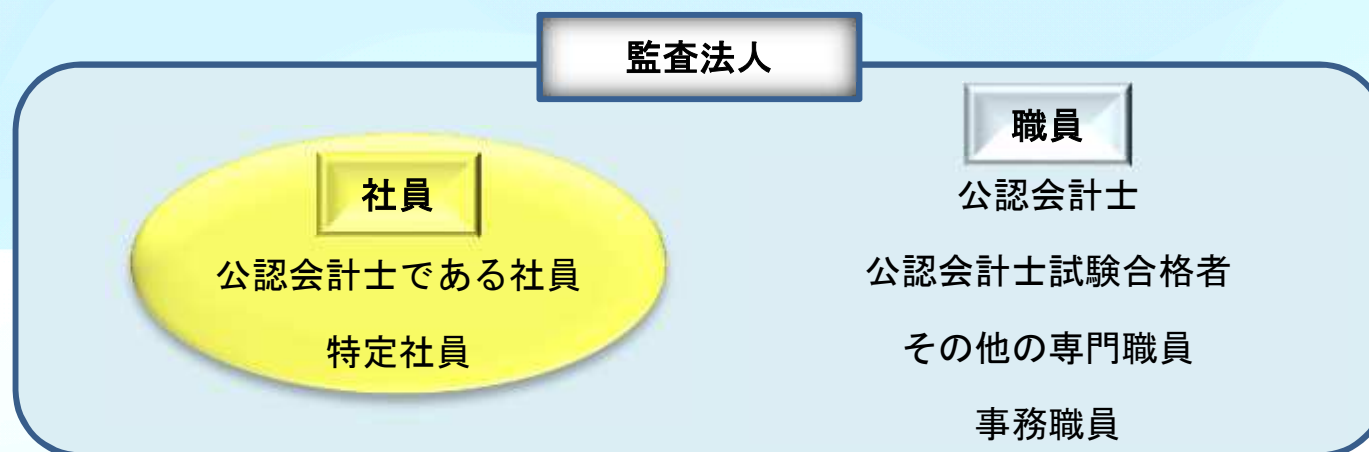 監査法人
社員
公認会計士である社員
特定社員
職員
公認会計士
公認会計士試験合格者
その他の専門職員
事務職員